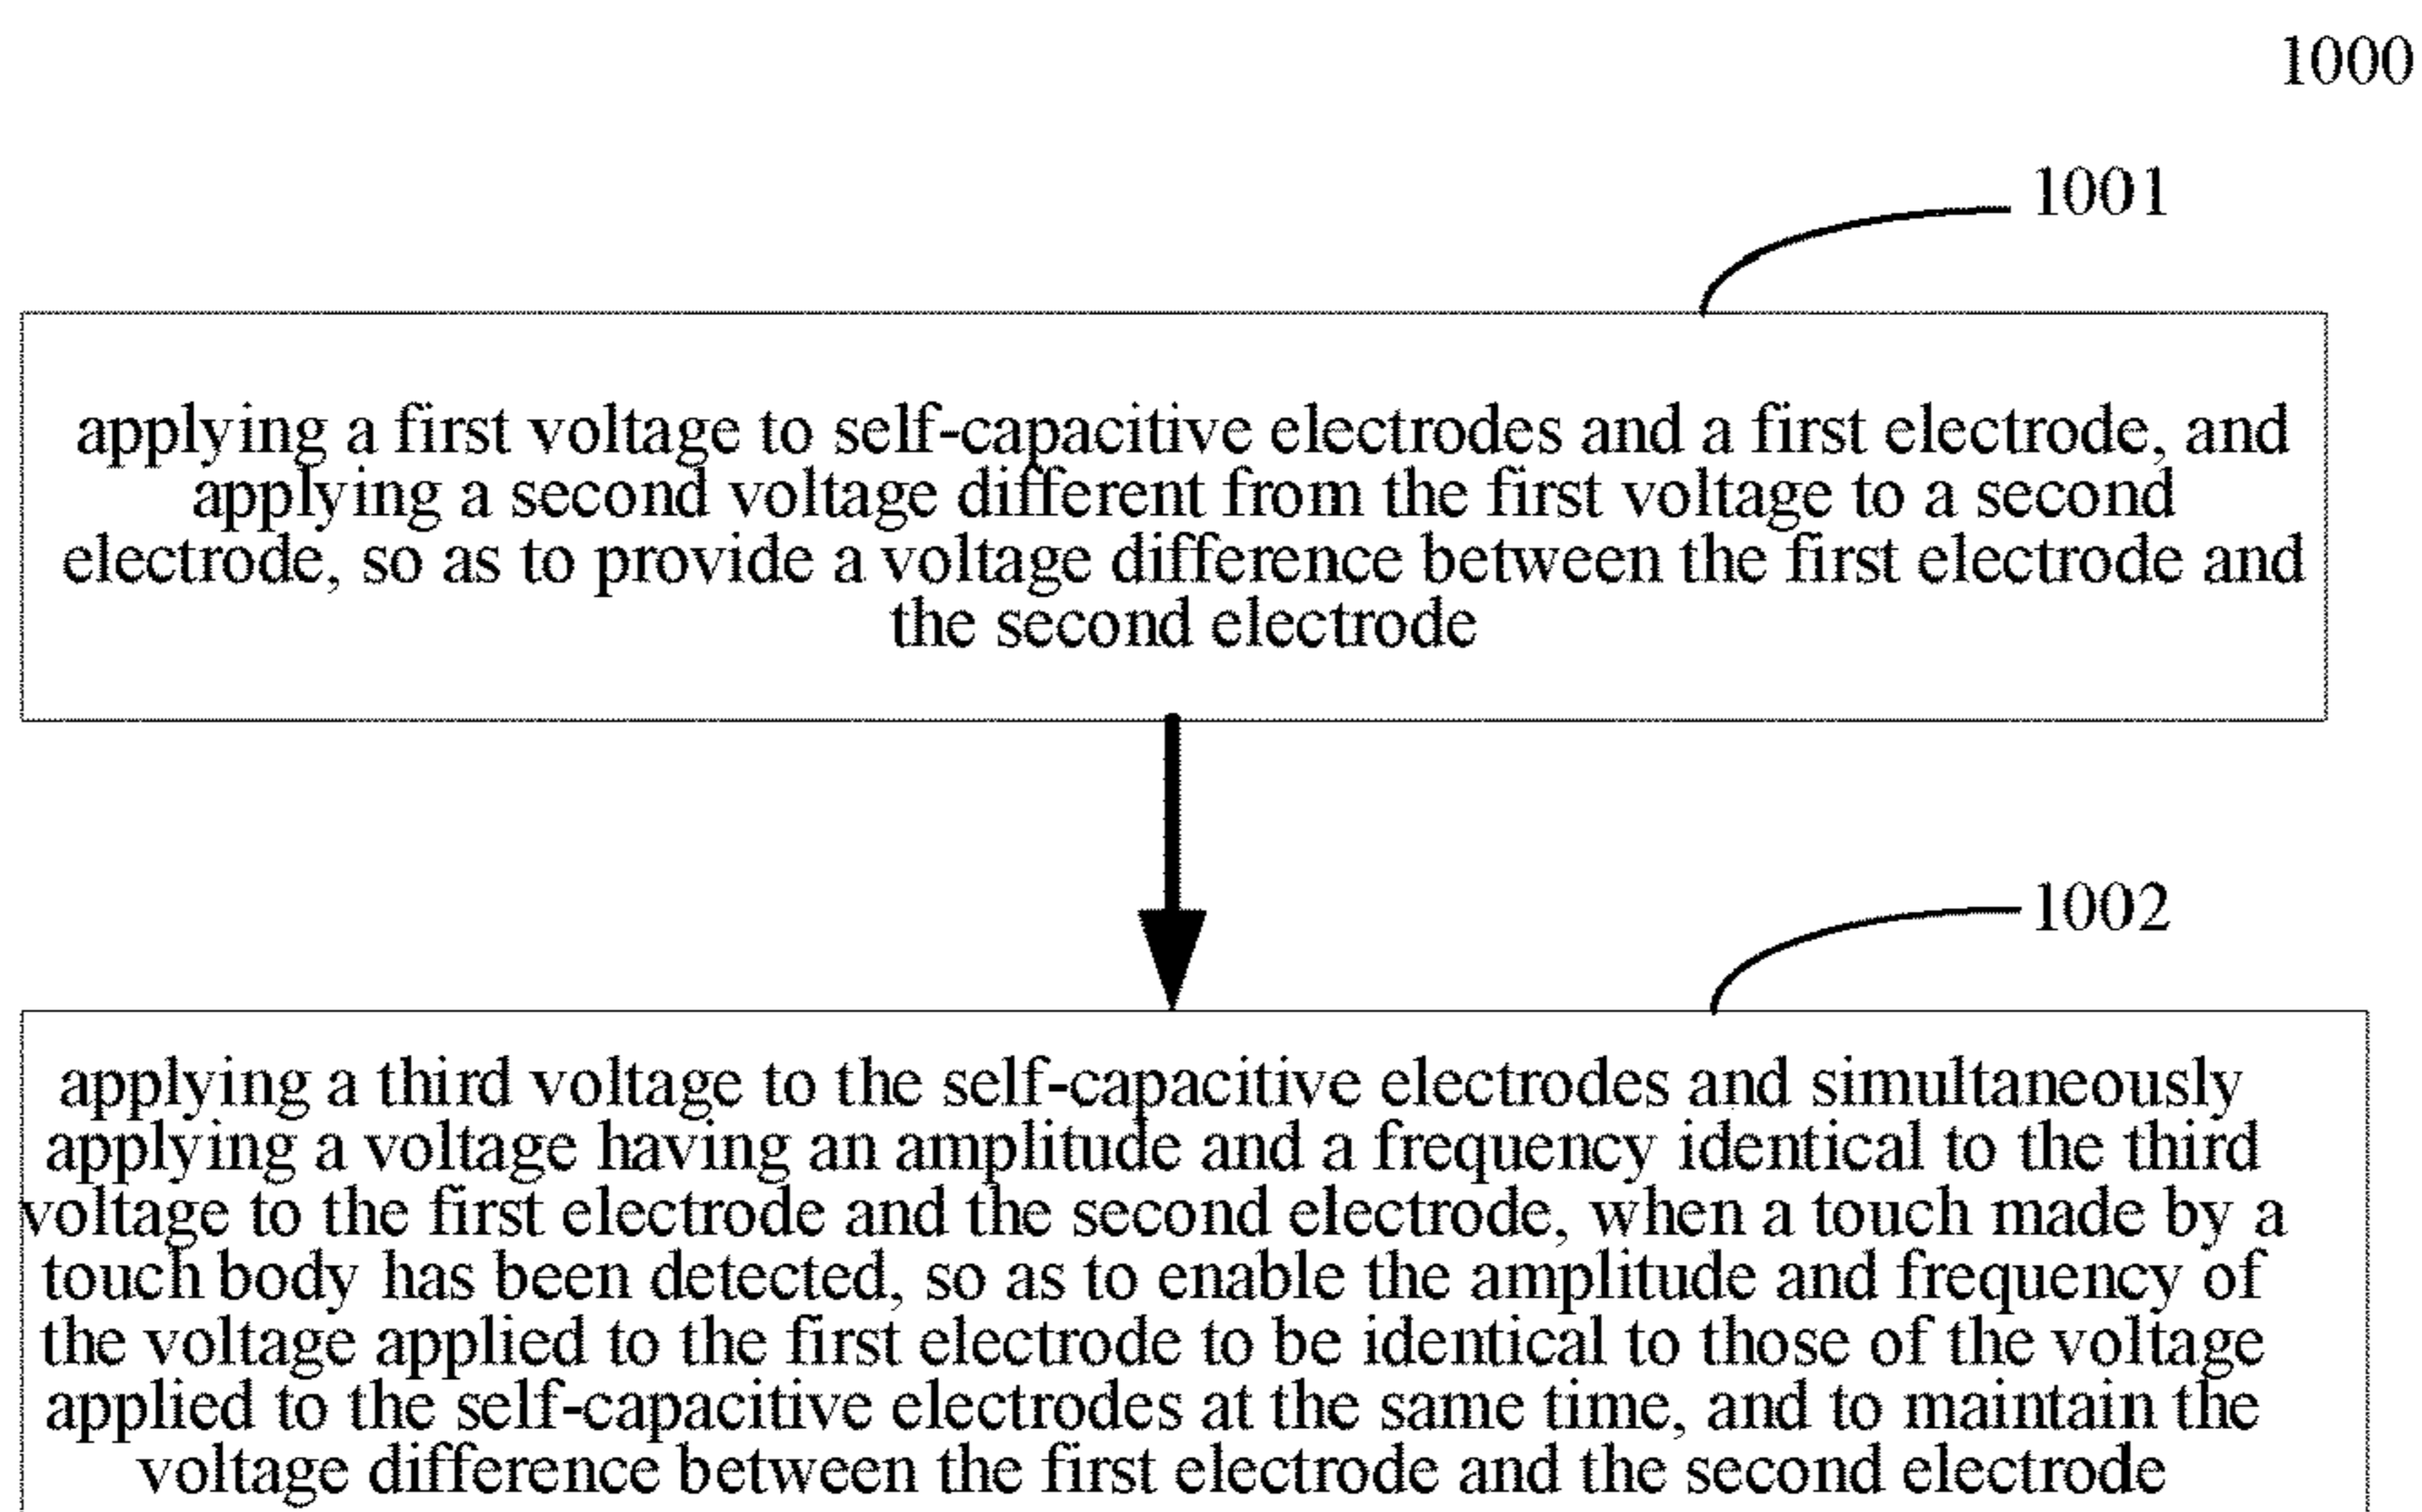 1000
1001
applying a first voltage to self-capacitive electrodes and a first electrode, and
applying a second voltage different from the first voltage to a second
electrode, so as to provide a voltage difference between the first electrode and
the second electrode
1002
applying a third voltage to the self-capacitive electrodes and simultaneously
applying a voltage having an amplitude and a frequency identical to the third
voltage to the first electrode and the second electrode, when a touch made by a
touch body has been detected, so as to enable the amplitude and frequency of
the voltage applied to the first electrode to be identical to those of the voltage
applied to the self-capacitive electrodes at the same time, and to maintain the
voltage difference between the first electrode and the second electrode